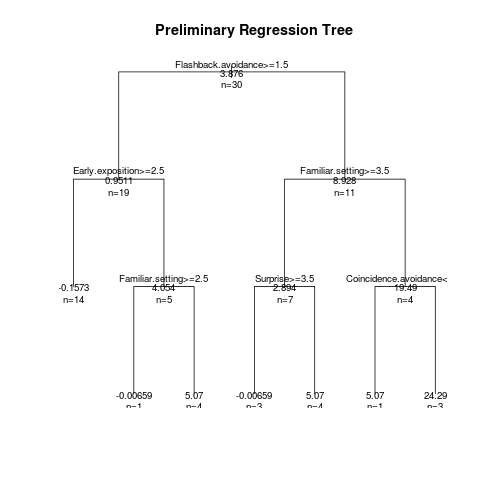 Preliminary Regression Tree
Flashback.avoidance>=1.5
3.876
n=30
Early.exposition>=2.5
0.9511
n=19
Familiar.setting>=3.5
8.928
n=11
-0.1573
n=14
Familiar.setting>=2.5
4.054
n=5
Surprise>=3.5
2.894
n=7
Coincidence.avoidance<
19.49
n=4
-0.00659
n=1
5.07
n=4
-0.00659
n=3
5.07
n=4
5.07
n=1
24.29
n=3